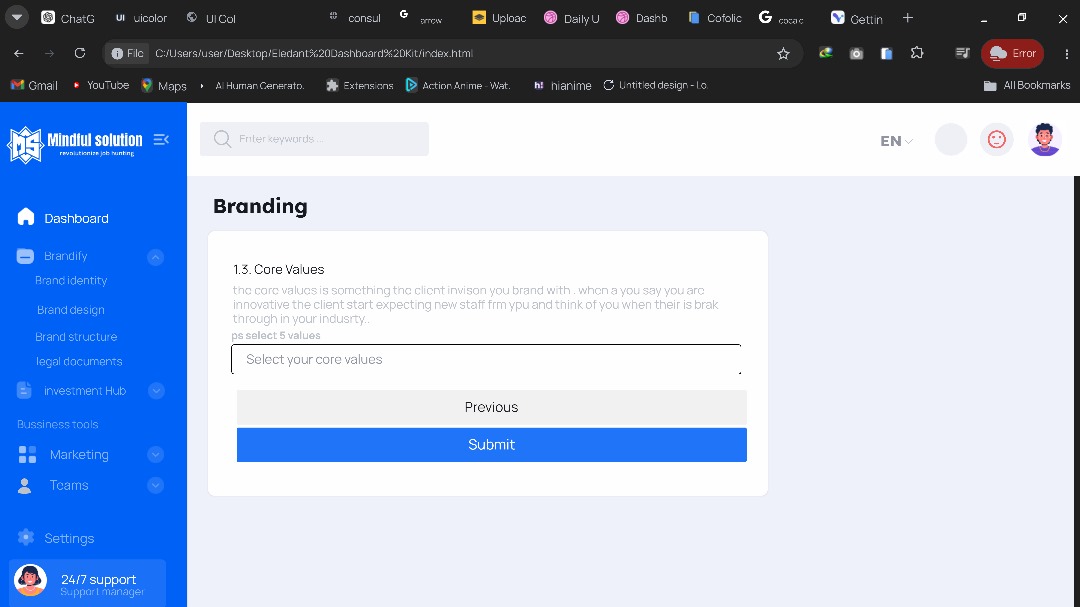 ChatG
uicolor
UI Col
consul
arrow
Uploac
Daily U
Dashb
Cofolic
coca c
Gettin
File
C:/Users/user/Desktop/Eledant%20Dashboard%20Kit/index.html
Error
Gmail
YouTube
Maps
AI Human Generato.
Extensions
Action Anime - Wat.
h!
hianime
Untitled design - Lo.
All Bookmarks
MS
Mindful solution
revolutionize job hunting
Enter keywords ...
EN
Dashboard
Brandify
Brand identity
Brand design
Brand structure
legal documents
investment Hub
Bussiness tools
Marketing
Teams
Settings
24/7 support
Support manager
Branding
1.3. Core Values
the core values is something the client invison you brand with.. when a you say you are
innovative the client start expecting new staff frm ypu and think of you when their is brak
through in your indusrty..
ps select 5 values
Select your core values
Previous
Submit